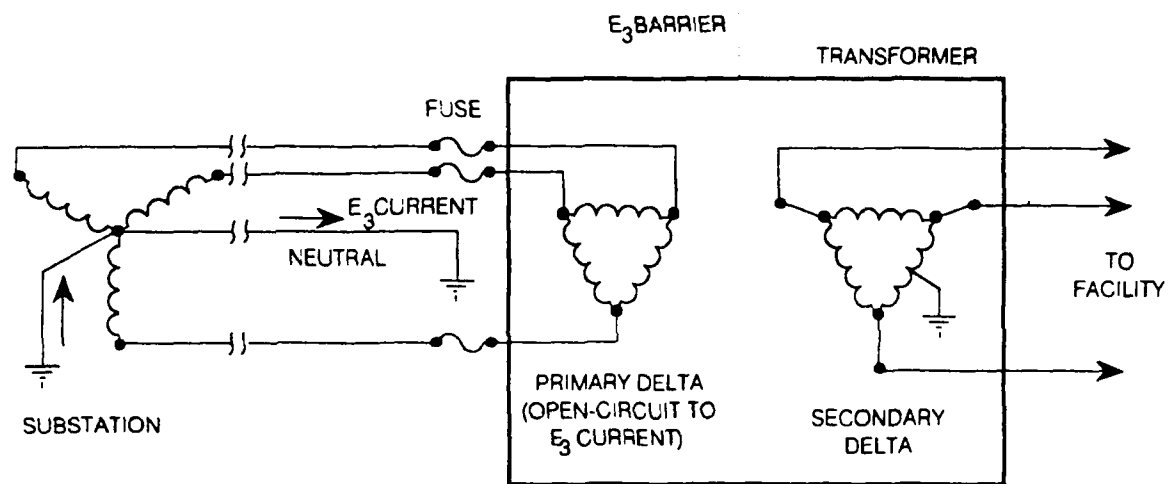 E3 BARRIER
TRANSFORMER
FUSE
E3 CURRENT
NEUTRAL
TO
FACILITY
PRIMARY DELTA
(OPEN-CIRCUIT TO
E3 CURRENT)
SECONDARY
DELTA
SUBSTATION